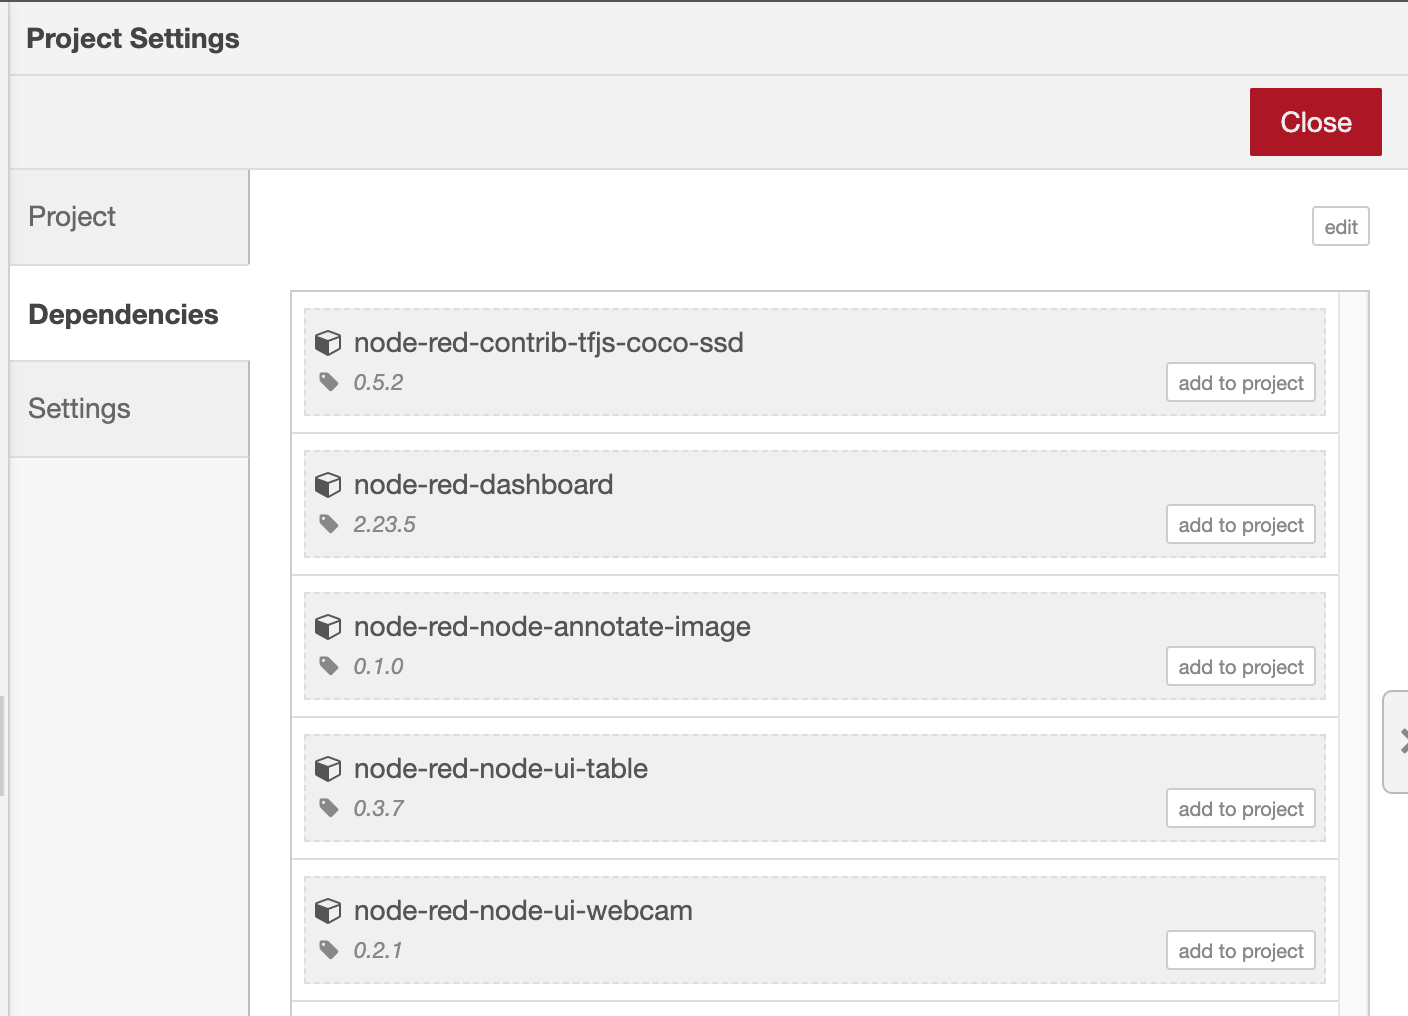 Project Settings
Close
Project
Dependencies
Settings
edit
node-red-contrib-tfjs-coco-ssd
0.5.2
add to project
node-red-dashboard
2.23.5
add to project
node-red-node-annotate-image
0.1.0
add to project
node-red-node-ui-table
0.3.7
add to project
node-red-node-ui-webcam
0.2.1
add to project